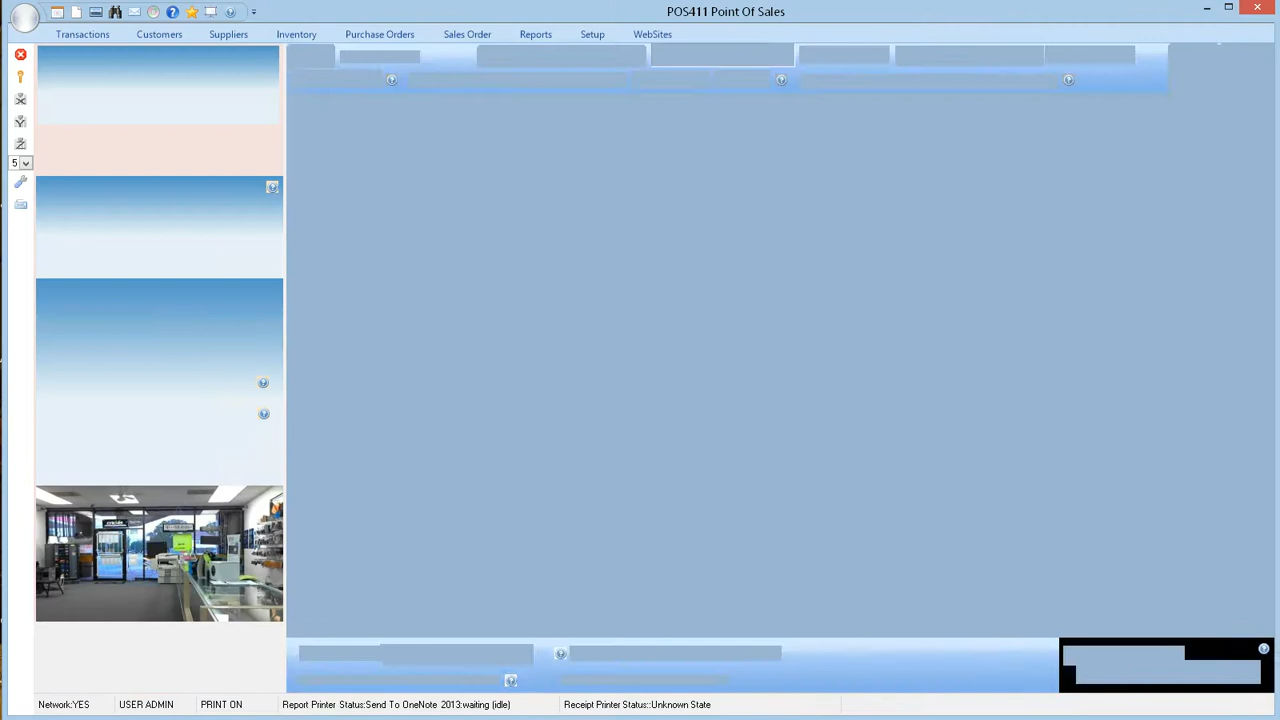 POS411 Point Of Sales
Transactions Customers Suppliers Inventory Purchase Orders Sales Order Reports Setup WebSites
5
Network:YES USER ADMIN PRINT ON Report Printer Status:Send To OneNote 2013:waiting (idle) Receipt Printer Status::Unknown State